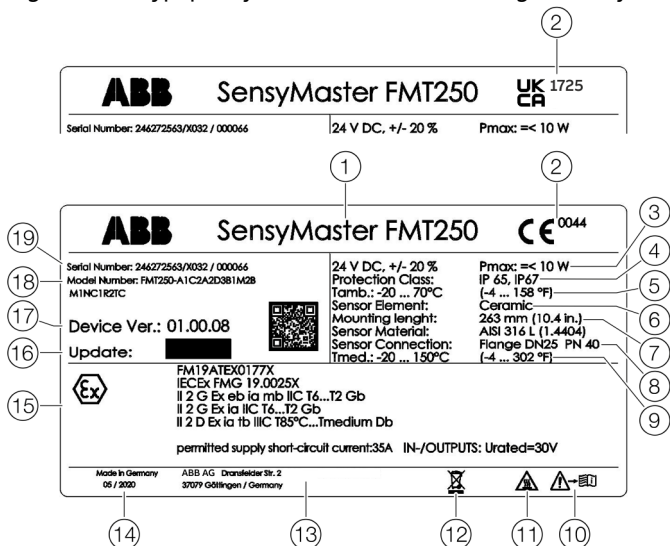 2
ABB SensyMaster FMT250 UK CA 1725
Serial Number: 246272563/X032 / 000066 24 V DC, +/- 20 % Pmax: =< 10 W
1 2
ABB SensyMaster FMT250 CE 0044
3
4
5
6
7
8
9
19
18
17
16
15
Serial Number: 246272563/X032 / 000066 24 V DC, +/- 20 % Pmax: =< 10 W
Model Number: FMT250-A1C2A2D3B1M2B Protection Class: IP 65, IP67
M1NC1R2TC Tamb.: -20 ... 70°C (-4 ... 158 °F)
Sensor Element: Ceramic
Mounting lenght: 263 mm (10.4 in.)
Device Ver.: 01.00.08 Sensor Material: AISI 316 L (1.4404)
Sensor Connection: Flange DN25 PN 40
Update: Tmed.: -20 ... 150°C (-4 ... 302 °F)
Ex
FM19ATEX0177X
IECEx FMG 19.0025X
II 2 G Ex eb ia mb IIC T6...T2 Gb
II 2 G Ex ia IIC T6...T2 Gb
II 2 D Ex ia tb IIIC T85°C...Tmedium Db
permitted supply short-circuit current:35A IN-/OUTPUTS: Urated=30V
Made in Germany ABB AG Dransfelder Str. 2
05 / 2020 37079 Göttingen / Germany
14 13 12 11 10